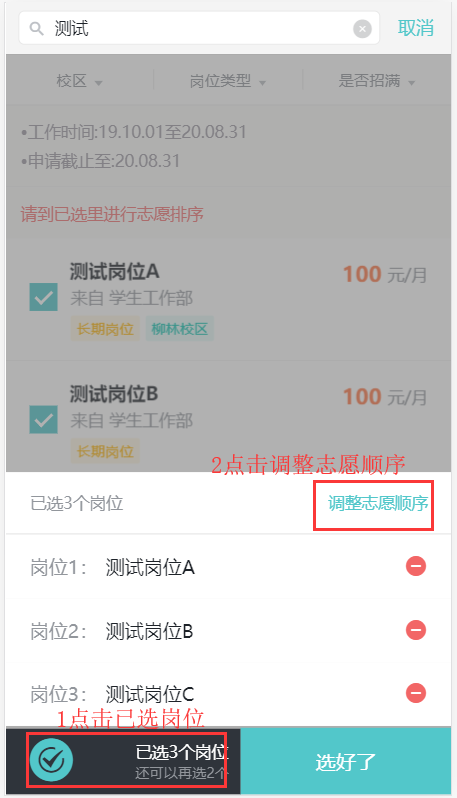 测试
取消
校区 岗位类型 是否招满
•工作时间:19.10.01至20.08.31
•申请截止至:20.08.31
请到已选里进行志愿排序
测试岗位A
100 元/月
来自 学生工作部
长期岗位 柳林校区
测试岗位B
100 元/月
来自 学生工作部
长期岗位
2点击调整志愿顺序
已选3个岗位
调整志愿顺序
岗位1： 测试岗位A
岗位2： 测试岗位B
岗位3： 测试岗位C
1点击已选岗位
已选3个岗位
还可以再选2个
选好了